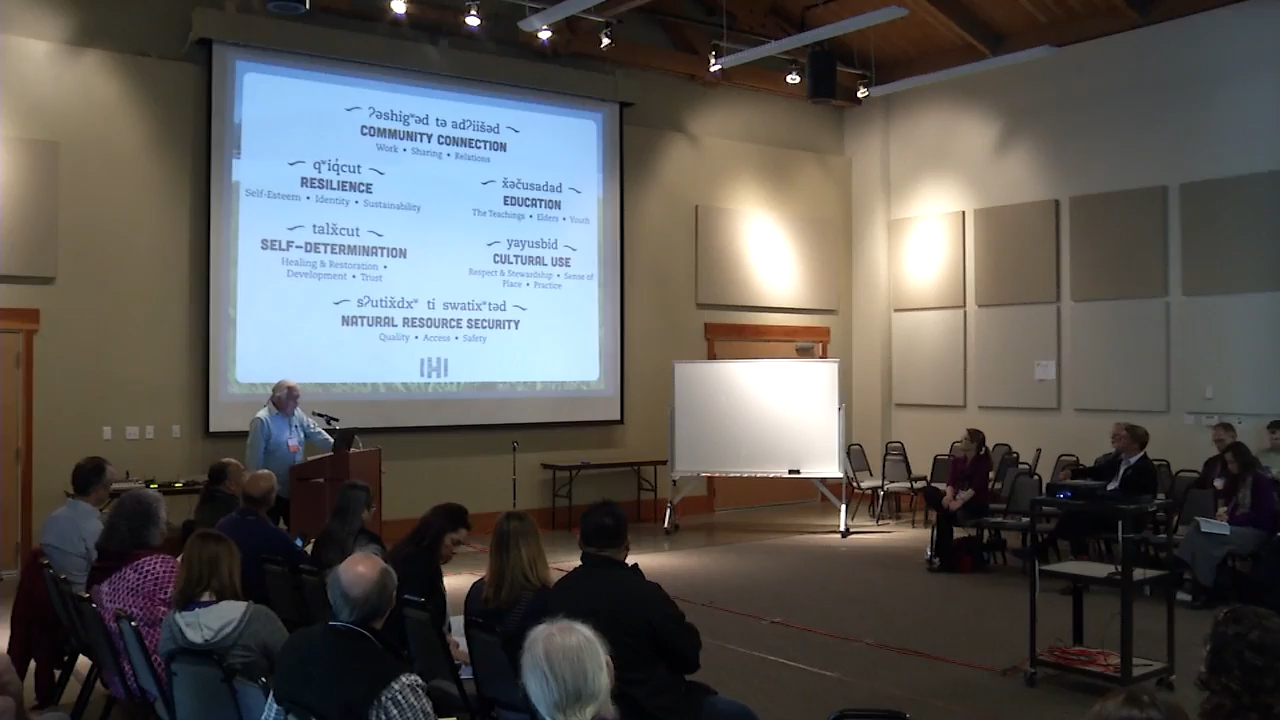 ʔəshigʷəd tə adʔiišəd
COMMUNITY CONNECTION
Work • Sharing • Relations
qʷiq̓cut
RESILIENCE
Self-Esteem • Identity • Sustainability
x̌əčusadad
EDUCATION
The Teachings • Elders • Youth
talx̌cut
SELF-DETERMINATION
Healing & Restoration •
Development • Trust
yayusbid
CULTURAL USE
Respect & Stewardship • Sense of
Place • Practice
sʔutix̌dxʷ ti swatixʷtəd
NATURAL RESOURCE SECURITY
Quality • Access • Safety
IHI